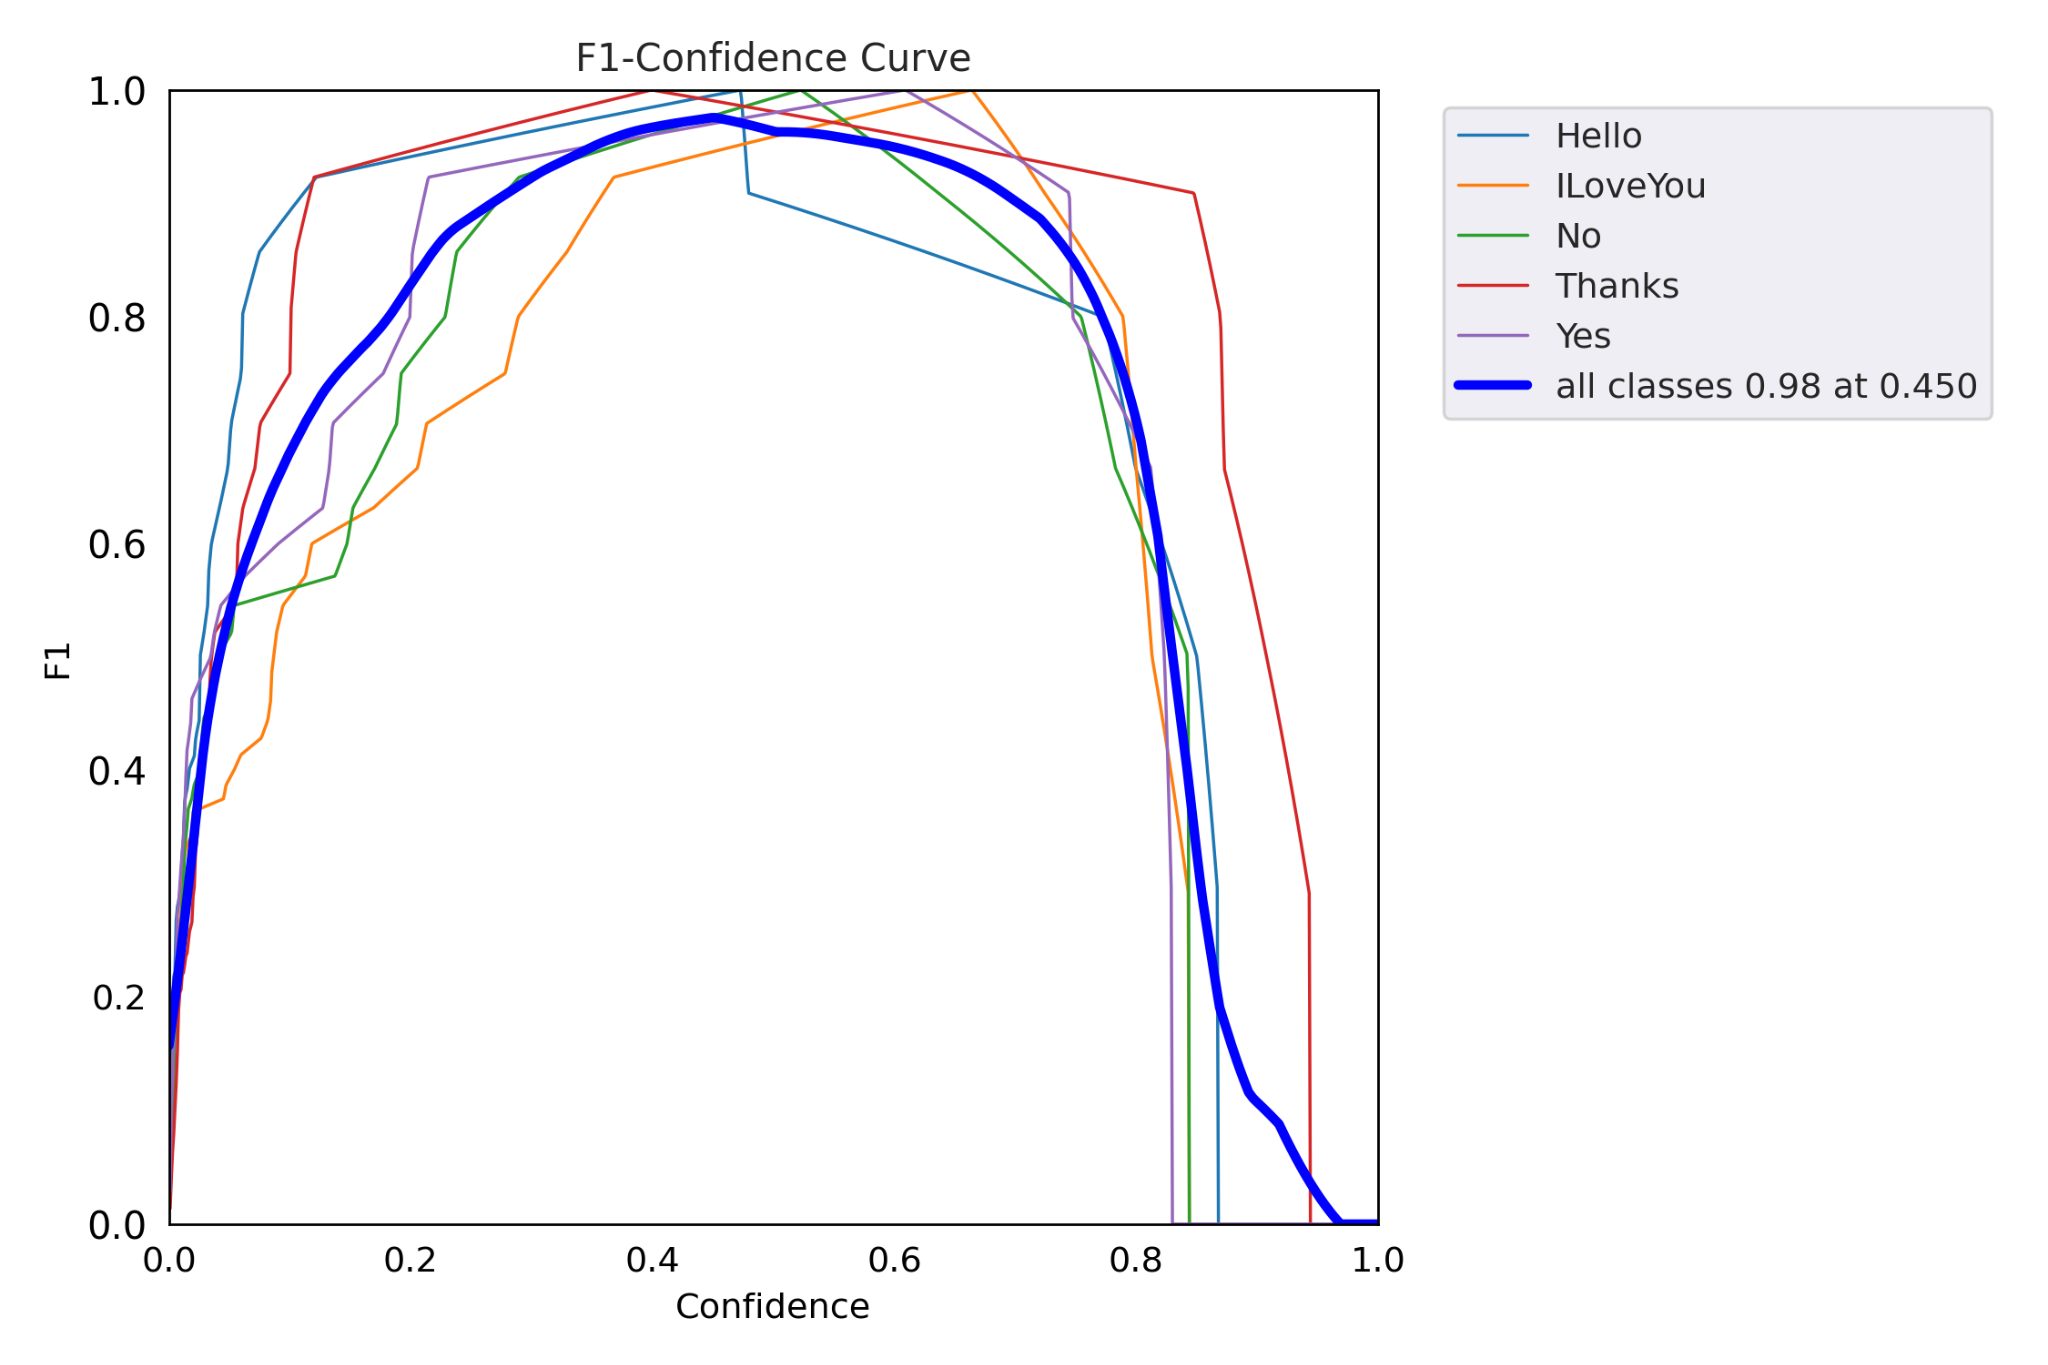 F1-Confidence Curve
1.0
0.8
0.6
0.4
0.2
0.0
F1
0.0 0.2 0.4 0.6 0.8 1.0
Confidence
Hello
ILoveYou
No
Thanks
Yes
all classes 0.98 at 0.450